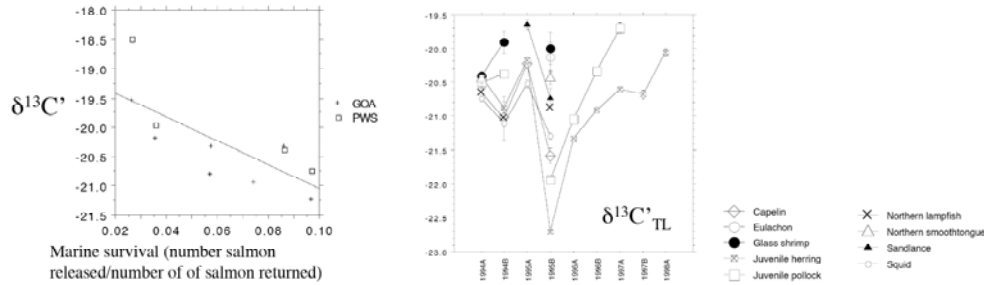 -18.0
-18.5
-19.0
-19.5
-20.0
-20.5
-21.0
-21.5
δ¹³C’
0.02 0.04 0.06 0.08 0.10
GOA
PWS
Marine survival (number salmon
released/number of of salmon returned)
-19.5
-20.0
-20.5
-21.0
-21.5
-22.0
-22.5
-23.0
δ¹³C’TL
1994A
1994B
1995A
1995B
1996A
1996B
1997A
1997B
1998A
Capelin
Eulachon
Glass shrimp
Juvenile herring
Juvenile pollock
Northern lampfish
Northern smoothtongue
Sandlance
Squid